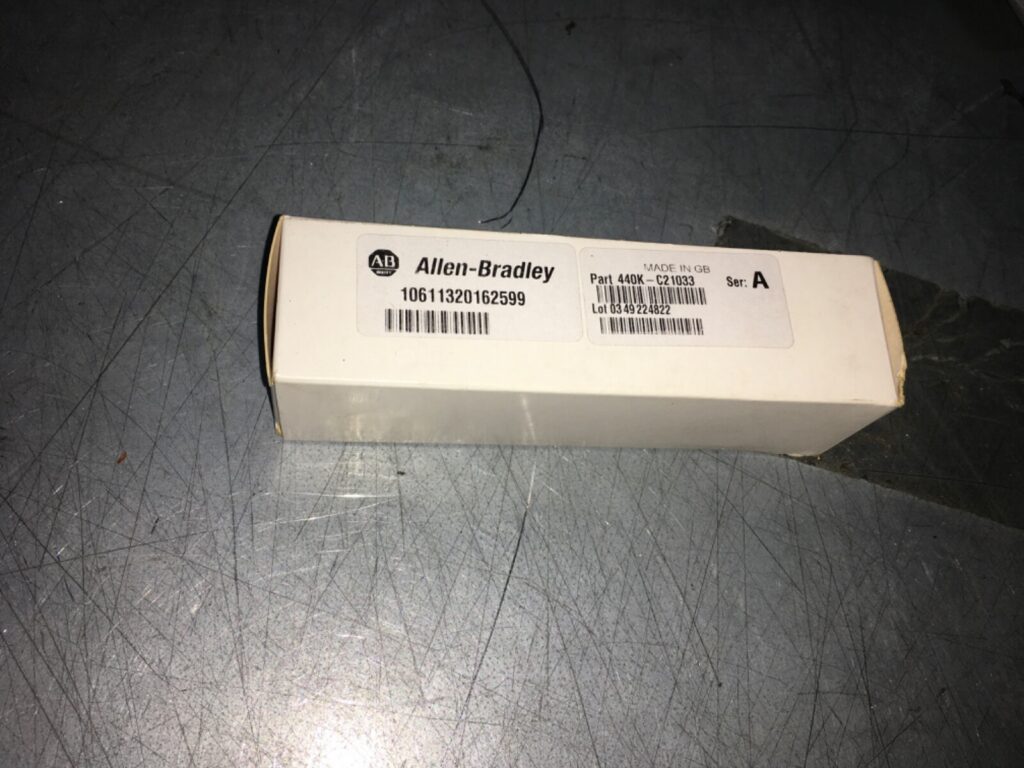 AB
Allen-Bradley
10611320162599
MADE IN GB
Part 440K-C21033
Ser: A
Lot 0349224822